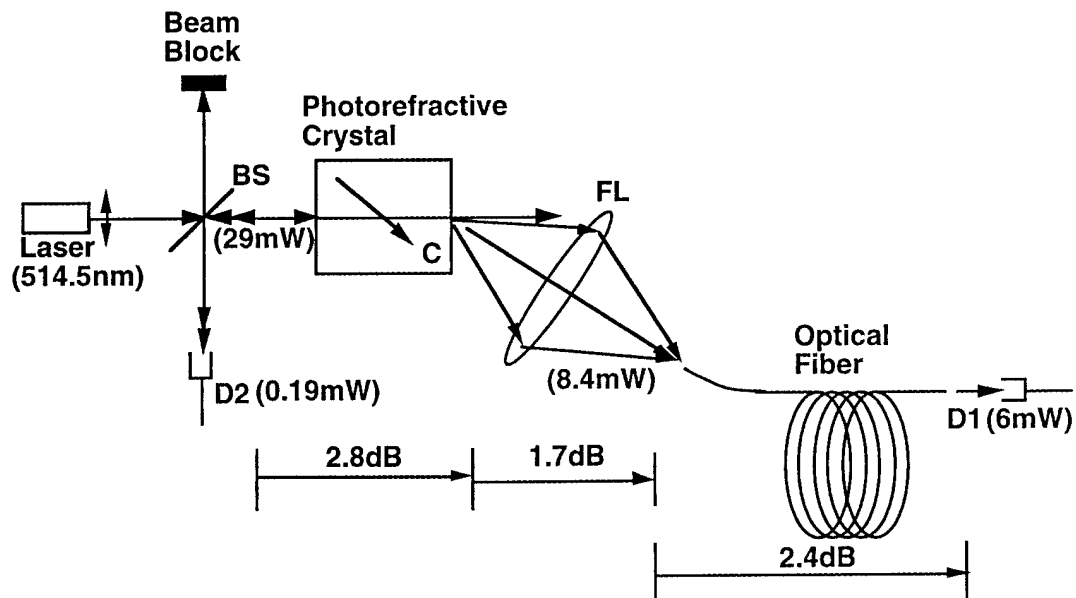 Beam
Block
Photorefractive
Crystal
BS
FL
(29mW)
C
Laser
(514.5nm)
Optical
Fiber
(8.4mW)
D2 (0.19mW)
D1 (6mW)
2.8dB
1.7dB
2.4dB